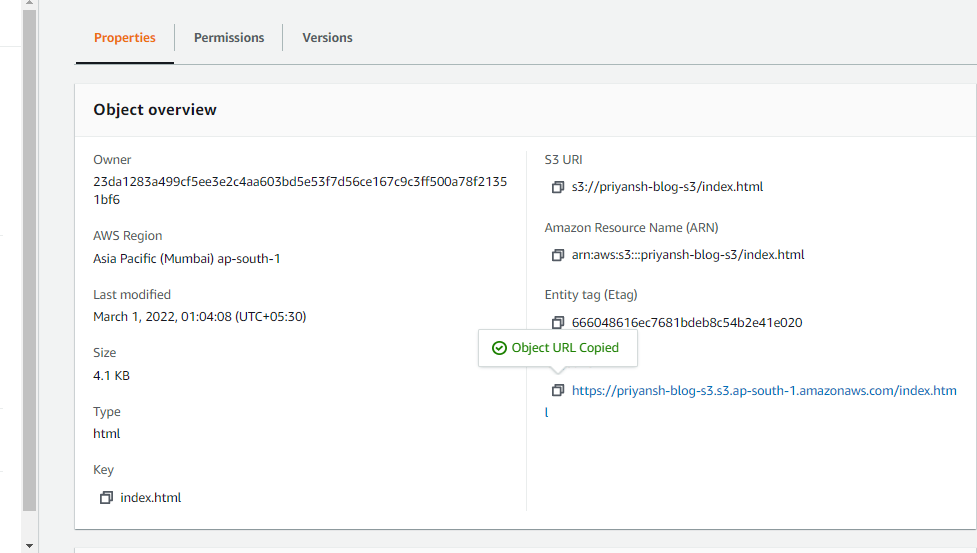 Properties
Permissions
Versions
Object overview
Owner
23da1283a499cf5ee3e2c4aa603bd5e53f7d56ce167c9c3ff500a78f2135
1bf6
AWS Region
Asia Pacific (Mumbai) ap-south-1
Last modified
March 1, 2022, 01:04:08 (UTC+05:30)
Size
4.1 KB
Type
html
Key
index.html
S3 URI
s3://priyansh-blog-s3/index.html
Amazon Resource Name (ARN)
arn:aws:s3:::priyansh-blog-s3/index.html
Entity tag (Etag)
666048616ec7681bdeb8c54b2e41e020
Object URL Copied
https://priyansh-blog-s3.s3.ap-south-1.amazonaws.com/index.htm
l